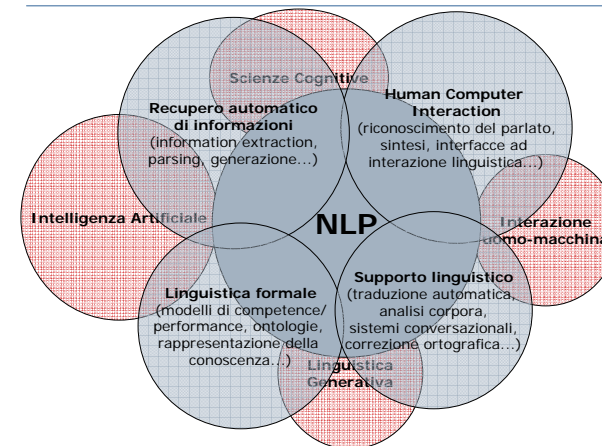 Scienze Cognitive
Recupero automatico
di informazioni
(information extraction,
parsing, generazione…)
Human Computer
Interaction
(riconoscimento del parlato,
sintesi, interfacce ad
interazione linguistica…)
Intelligenza Artificiale
NLP
Interazione
uomo-macchina
Linguistica formale
(modelli di competence/
performance, ontologie,
rappresentazione della
conoscenza…)
Supporto linguistico
(traduzione automatica,
analisi corpora,
sistemi conversazionali,
correzione ortografica…)
Linguistica
Generativa